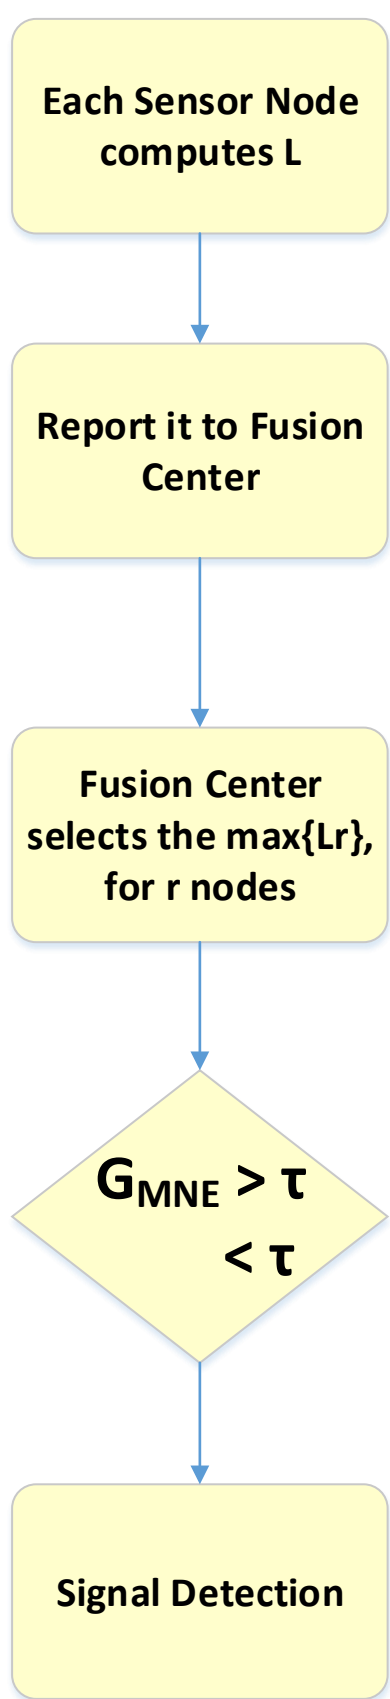 Each Sensor Node
computes L
Report it to Fusion
Center
Fusion Center
selects the max{Lr},
for r nodes
G_MNE > τ
< τ
Signal Detection